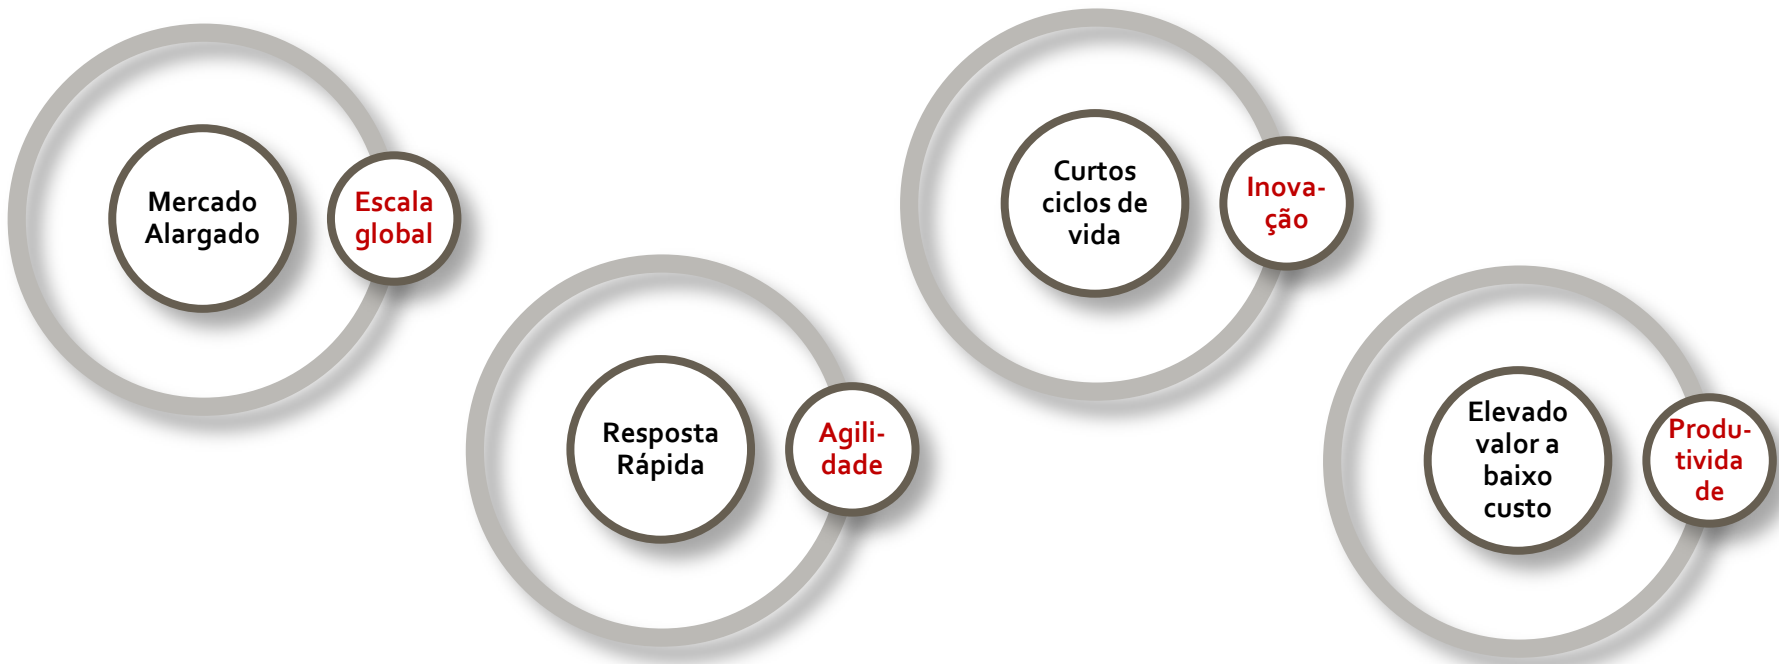 Mercado
Alargado
Escala
global
Resposta
Rápida
Agili-
dade
Curtos
ciclos de
vida
Inova-
ção
Elevado
valor a
baixo
custo
Produ-
tivida
de